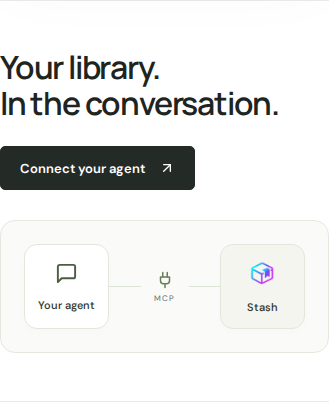 Your library.
In the conversation.
Connect your agent
Your agent
MCP
Stash